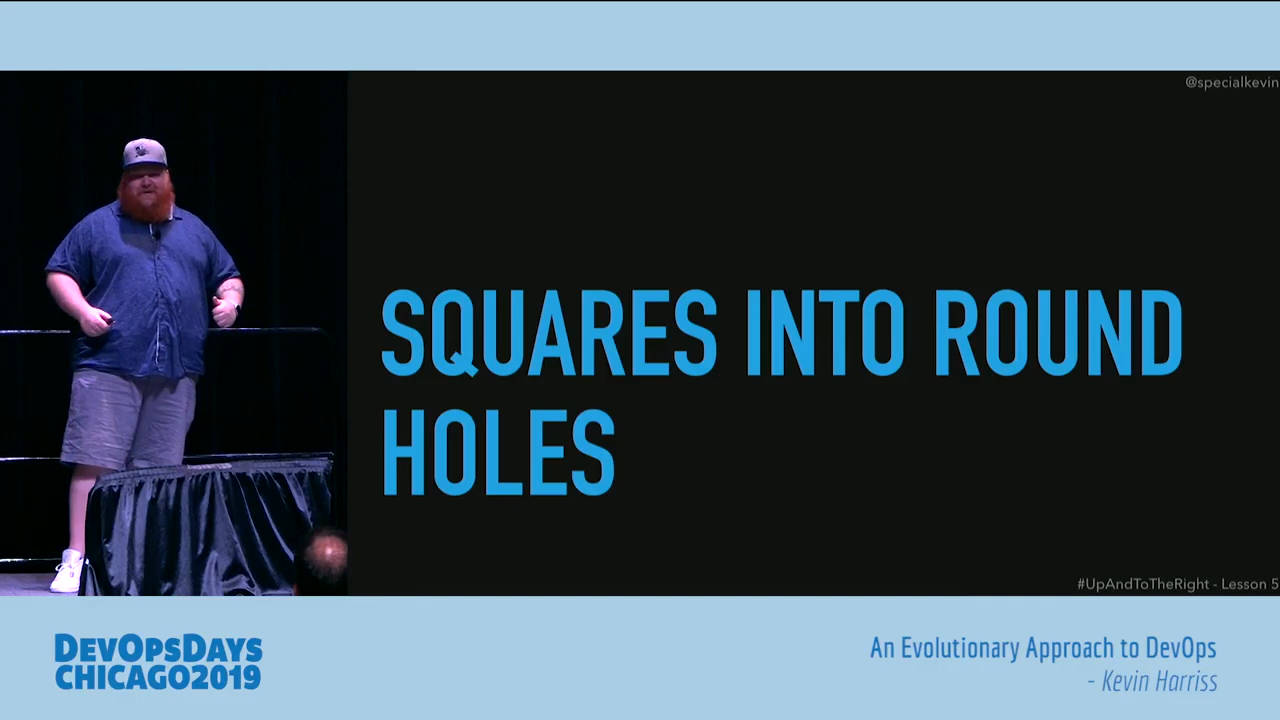 @specialkevin
SQUARES INTO ROUND
HOLES
#UpAndToTheRight - Lesson 5
DEVOPSDAYS
CHICAGO2019
An Evolutionary Approach to DevOps
- Kevin Harriss